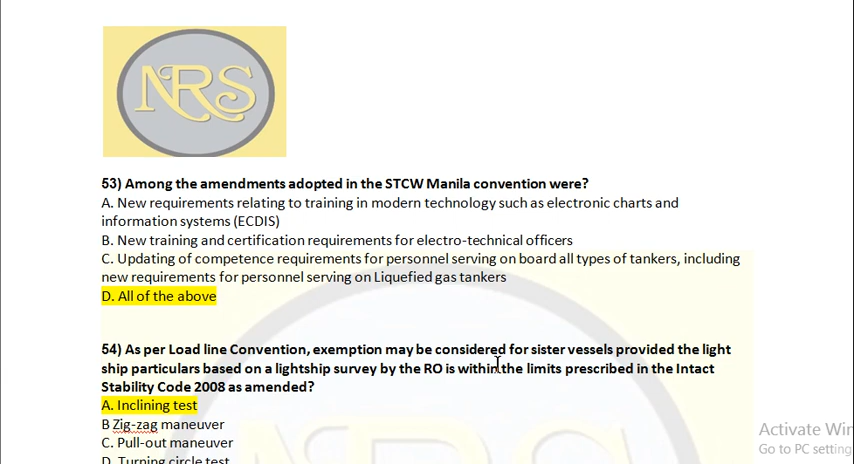 NRS
53) Among the amendments adopted in the STCW Manila convention were?
A. New requirements relating to training in modern technology such as electronic charts and
information systems (ECDIS)
B. New training and certification requirements for electro-technical officers
C. Updating of competence requirements for personnel serving on board all types of tankers, including
new requirements for personnel serving on Liquefied gas tankers
D. All of the above
54) As per Load line Convention, exemption may be considered for sister vessels provided the light
ship particulars based on a lightship survey by the RO is within the limits prescribed in the Intact
Stability Code 2008 as amended?
A. Inclining test
B Zig-zag maneuver
C. Pull-out maneuver
D. Turning circle test
Activate Win
Go to PC setting
NRS